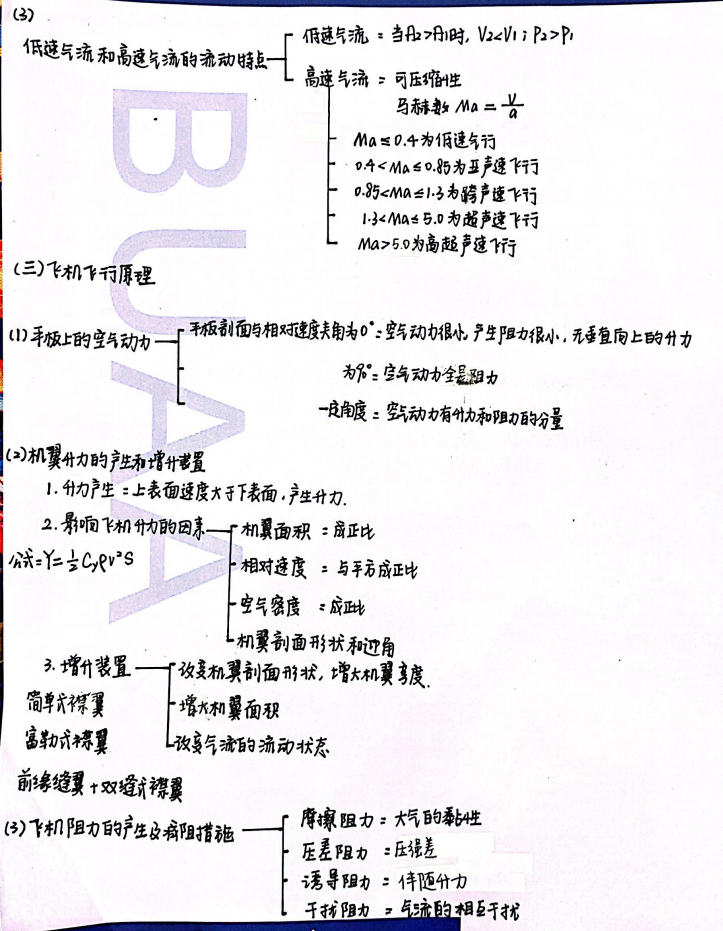 (3)
低速气流和高速气流的流动特点
低速气流：当A₂>A₁时，V₂<V₁；P₂>P₁
高速气流：可压缩性
马赫数 Ma = V/a
Ma≤0.4为低速飞行
0.4<Ma≤0.85为亚声速飞行
0.85<Ma≤1.3为跨声速飞行
1.3<Ma≤5.0为超声速飞行
Ma>5.0为高超声速飞行
(三)飞机飞行原理
(1)平板上的空气动力
平板剖面与相对速度夹角为0°：空气动力很小，产生阻力很小，无垂直向上的升力
为90°：空气动力全是阻力
一定角度：空气动力有升力和阻力的分量
(2)机翼升力的产生和增升装置
1. 升力产生：上表面速度大于下表面，产生升力.
2. 影响飞机升力的因素
公式：Y=½CyρV²S
机翼面积：成正比
相对速度：与平方成正比
空气密度：成正比
机翼剖面形状和迎角
3. 增升装置
改变机翼剖面形状，增大机翼弯度.
简单式襟翼
增大机翼面积
富勒式襟翼
改变气流的流动状态
前缘缝翼+双缝式襟翼
(3)飞机阻力的产生及减阻措施
摩擦阻力：大气的黏性
压差阻力：压强差
诱导阻力：伴随升力
干扰阻力：气流的相互干扰
BUAA